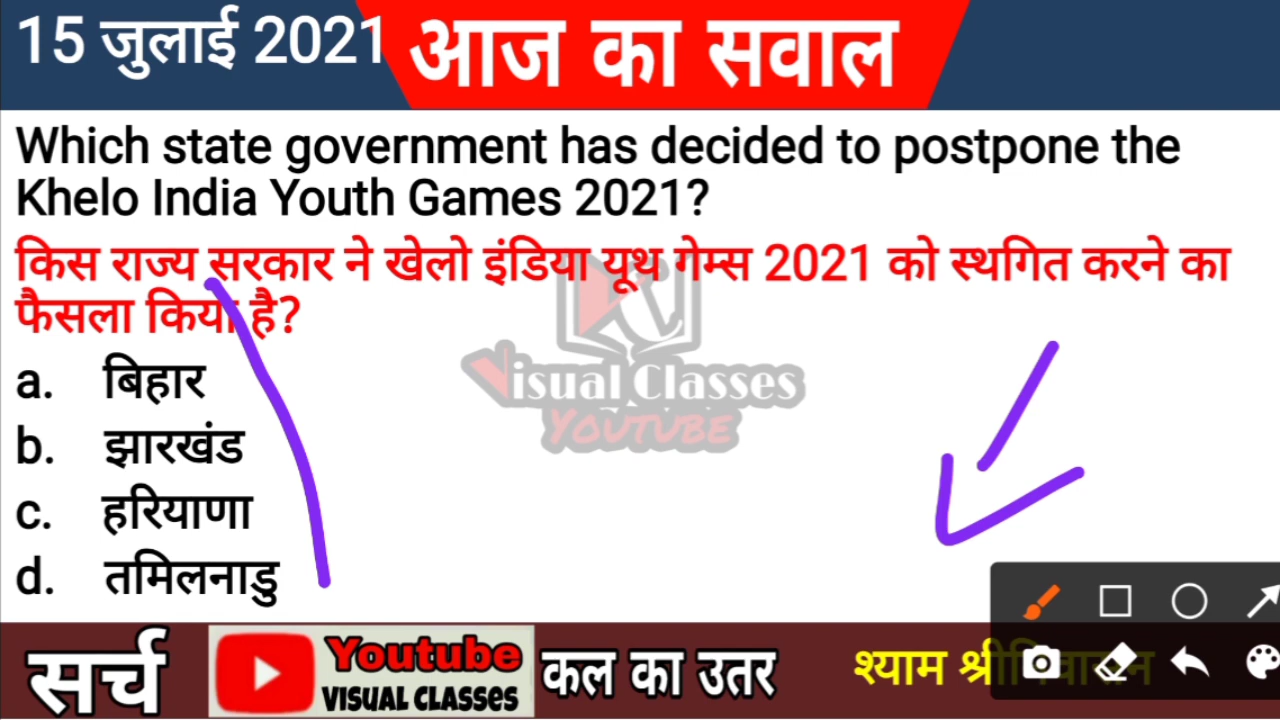 15 जुलाई 2021
आज का सवाल
Which state government has decided to postpone the
Khelo India Youth Games 2021?
किस राज्य सरकार ने खेलो इंडिया यूथ गेम्स 2021 को स्थगित करने का
फैसला किया है?
isual Classes
YOUTUBE
a. बिहार
b. झारखंड
c. हरियाणा
d. तमिलनाडु
सर्च Youtube
VISUAL CLASSES
कल का उतर
श्याम